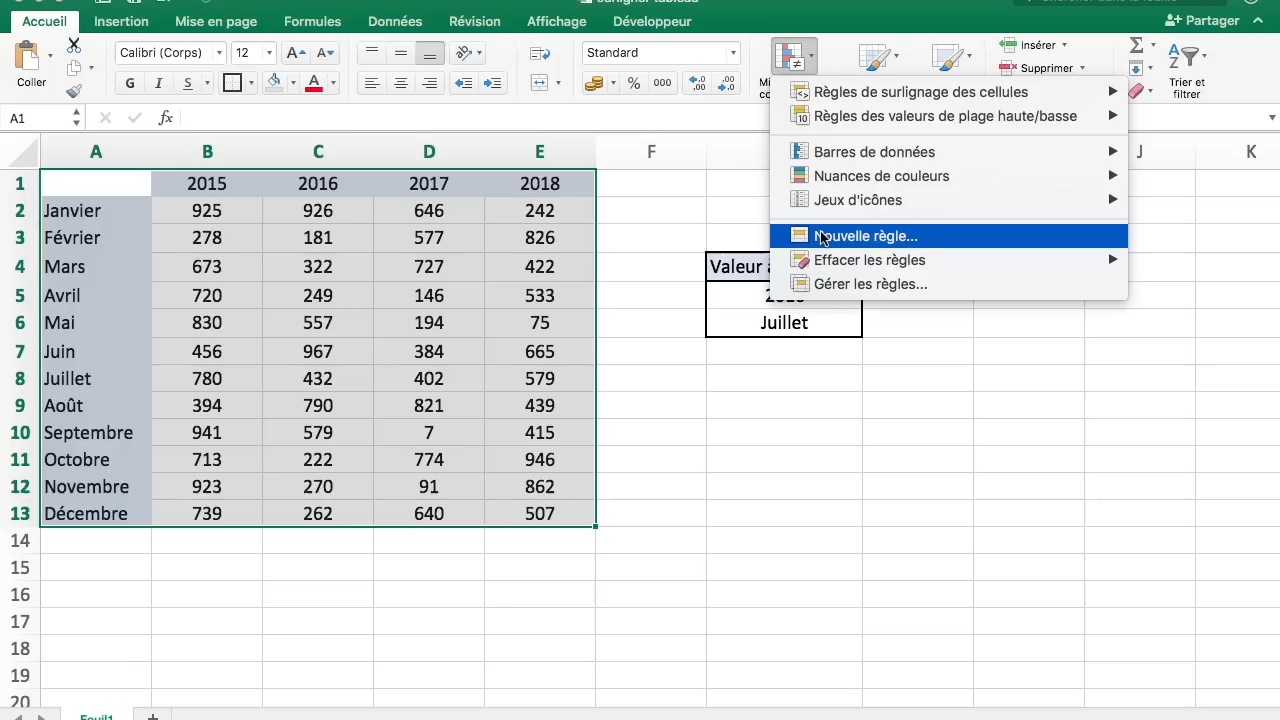 Accueil Insertion Mise en page Formules Données Révision Affichage Développeur Partager
Coller Calibri (Corps) 12 Standard Insérer
G I S A % 000 Supprimer Trier et filtrer
A1 fx
Règles de surlignage des cellules
Règles des valeurs de plage haute/basse
Barres de données
Nuances de couleurs
Jeux d'icônes
Nouvelle règle...
Effacer les règles
Gérer les règles...
A B C D E F J K
1 2015 2016 2017 2018
2 Janvier 925 926 646 242
3 Février 278 181 577 826
4 Mars 673 322 727 422 Valeur
5 Avril 720 249 146 533
6 Mai 830 557 194 75 Juillet
7 Juin 456 967 384 665
8 Juillet 780 432 402 579
9 Août 394 790 821 439
10 Septembre 941 579 7 415
11 Octobre 713 222 774 946
12 Novembre 923 270 91 862
13 Décembre 739 262 640 507
14
15
16
17
18
19
20
Feuil1